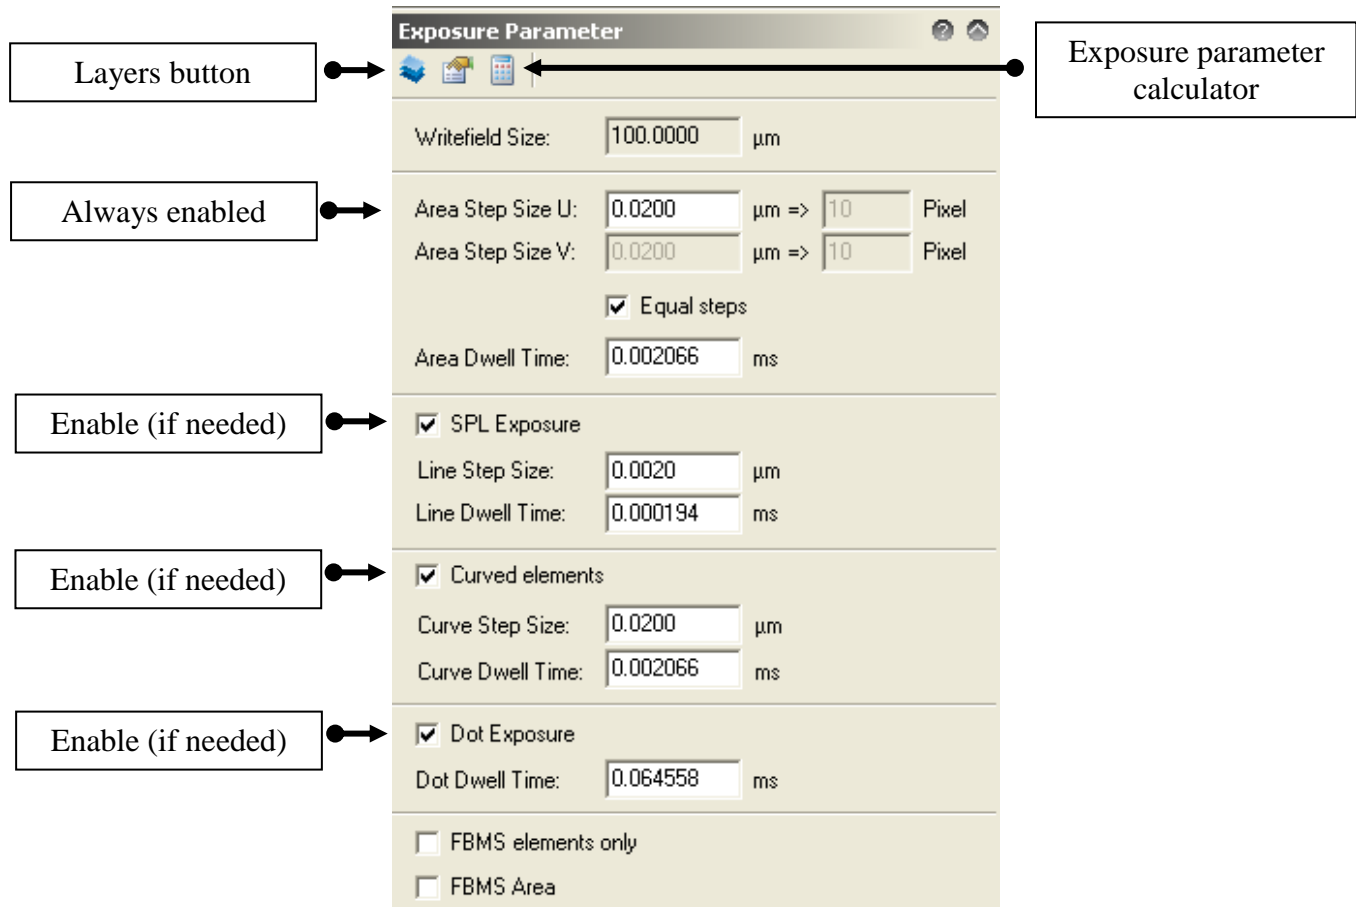 Exposure Parameter
Layers button
Exposure parameter
calculator
Writefield Size: 100.0000 µm
Always enabled
Area Step Size U: 0.0200 µm => 10 Pixel
Area Step Size V: 0.0200 µm => 10 Pixel
Equal steps
Area Dwell Time: 0.002066 ms
Enable (if needed)
SPL Exposure
Line Step Size: 0.0020 µm
Line Dwell Time: 0.000194 ms
Enable (if needed)
Curved elements
Curve Step Size: 0.0200 µm
Curve Dwell Time: 0.002066 ms
Enable (if needed)
Dot Exposure
Dot Dwell Time: 0.064558 ms
FBMS elements only
FBMS Area